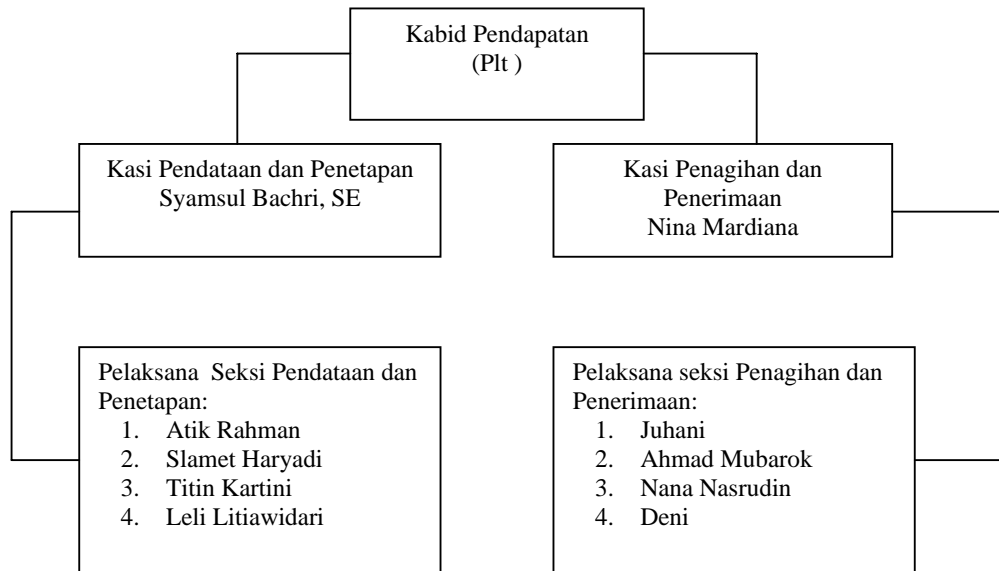 Kabid Pendapatan
(Plt )
Kasi Pendataan dan Penetapan
Syamsul Bachri, SE
Kasi Penagihan dan
Penerimaan
Nina Mardiana
Pelaksana  Seksi Pendataan dan
Penetapan:
1. Atik Rahman
2. Slamet Haryadi
3. Titin Kartini
4. Leli Litiawidari
Pelaksana seksi Penagihan dan
Penerimaan:
1. Juhani
2. Ahmad Mubarok
3. Nana Nasrudin
4. Deni